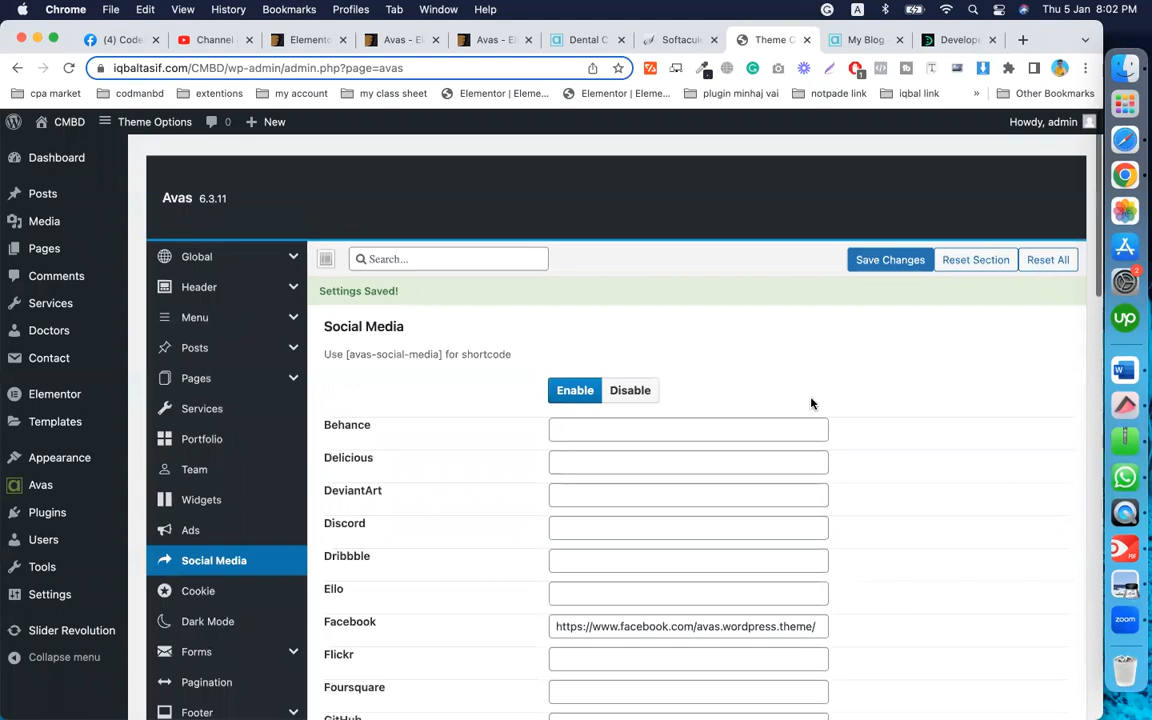 Chrome File Edit View History Bookmarks Profiles Tab Window Help A Thu 5 Jan 8:02 PM
(4) Code Channel Elemento Avas - EL Avas - EL Dental C Softacul Theme O My Blog Develope
iqbaltasif.com/CMBD/wp-admin/admin.php?page=avas
cpa market codmanbd extentions my account my class sheet Elementor | Eleme... Elementor | Eleme... plugin minhaj vai notpade link iqbal link » Other Bookmarks
CMBD Theme Options 0 New Howdy, admin
Dashboard
Posts
Media
Pages
Comments
Services
Doctors
Contact
Elementor
Templates
Appearance
Avas
Plugins
Users
Tools
Settings
Slider Revolution
Collapse menu
Avas 6.3.11
Global
Header
Menu
Posts
Pages
Services
Portfolio
Team
Widgets
Ads
Social Media
Cookie
Dark Mode
Forms
Pagination
Footer
Search...
Save Changes Reset Section Reset All
Settings Saved!
Social Media
Use [avas-social-media] for shortcode
Enable Disable
Behance
Delicious
DeviantArt
Discord
Dribbble
Ello
Facebook https://www.facebook.com/avas.wordpress.theme/
Flickr
Foursquare
GitHub
2
up
W
PDF
zoom